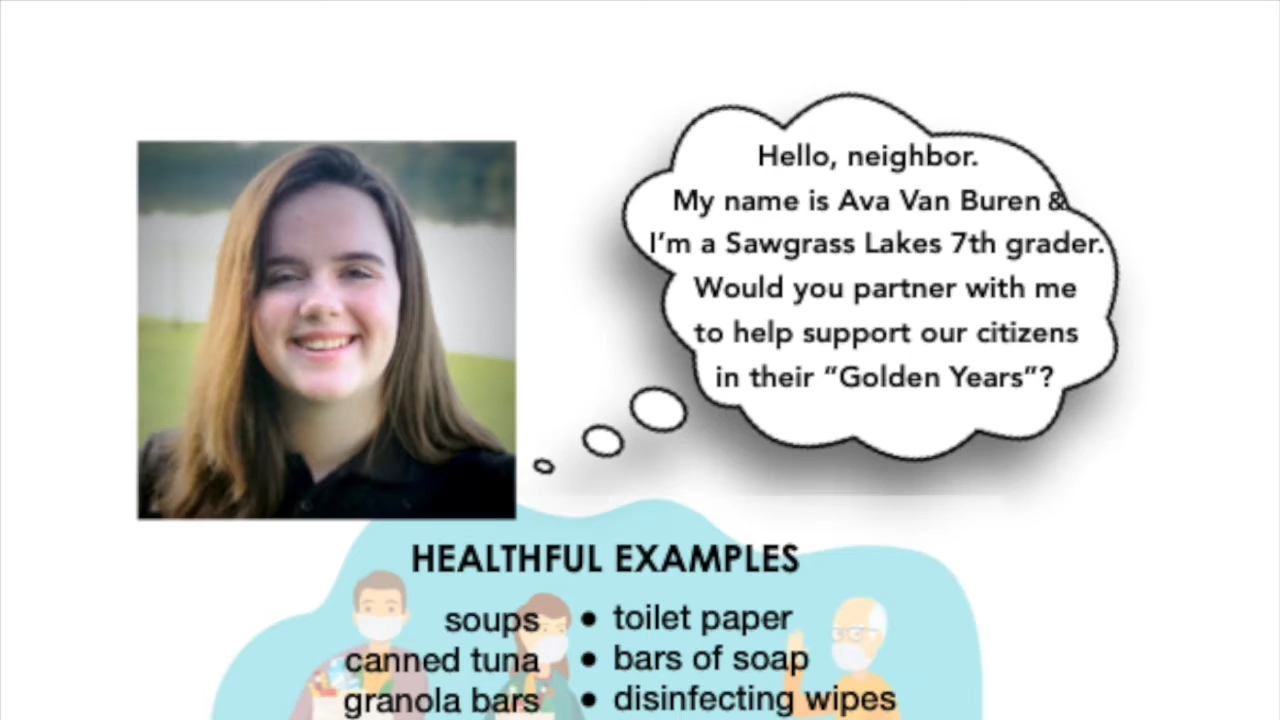 Hello, neighbor.
My name is Ava Van Buren &
I'm a Sawgrass Lakes 7th grader.
Would you partner with me
to help support our citizens
in their “Golden Years”?
HEALTHFUL EXAMPLES
soups • toilet paper
canned tuna • bars of soap
granola bars • disinfecting wipes